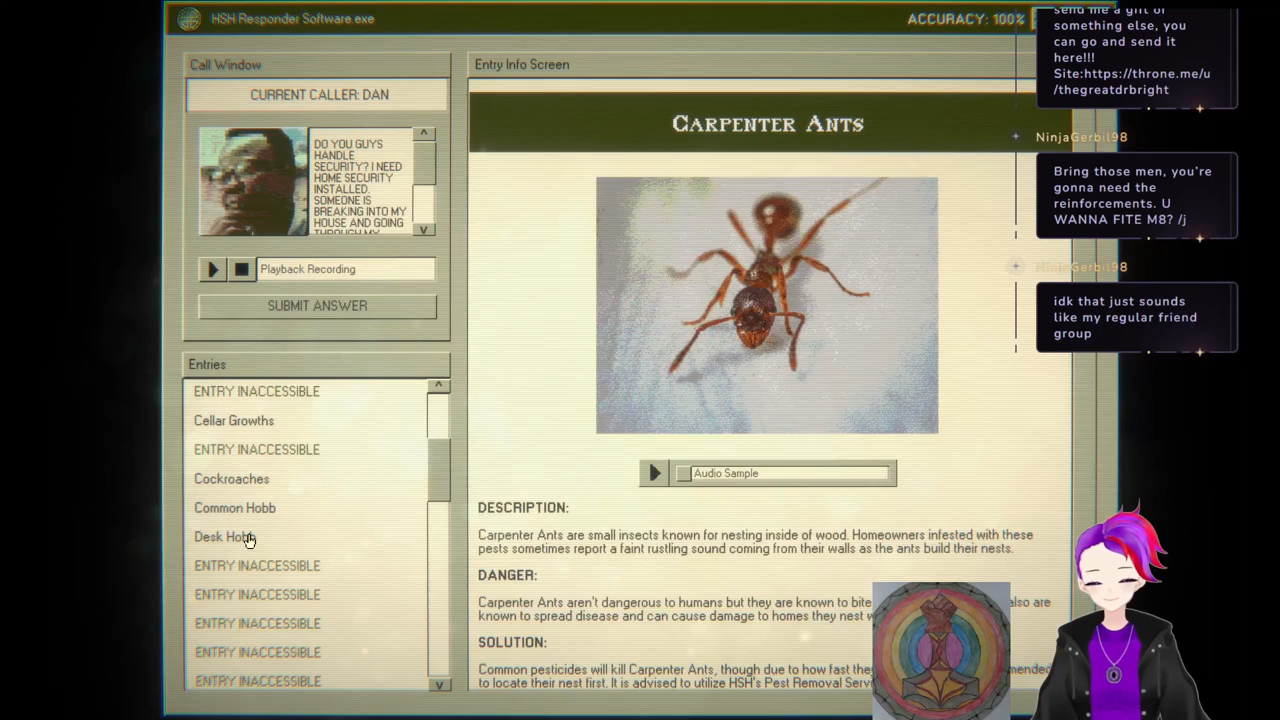 HSH Responder Software.exe
ACCURACY: 100%
Call Window
CURRENT CALLER: DAN
DO YOU GUYS
HANDLE
SECURITY? I NEED
HOME SECURITY
INSTALLED.
SOMEONE IS
BREAKING INTO MY
HOUSE AND GOING
THROUGH MY
Playback Recording
SUBMIT ANSWER
Entries
ENTRY INACCESSIBLE
Cellar Growths
ENTRY INACCESSIBLE
Cockroaches
Common Hobb
Desk Hobb
ENTRY INACCESSIBLE
ENTRY INACCESSIBLE
ENTRY INACCESSIBLE
ENTRY INACCESSIBLE
ENTRY INACCESSIBLE
Entry Info Screen
Carpenter Ants
Audio Sample
DESCRIPTION:
Carpenter Ants are small insects known for nesting inside of wood. Homeowners infested with these
pests sometimes report a faint rustling sound coming from their walls as the ants build their nests.
DANGER:
Carpenter Ants aren't dangerous to humans but they are known to bite also are
known to spread disease and can cause damage to homes they nest
SOLUTION:
Common pesticides will kill Carpenter Ants, though due to how fast they
to locate their nest first. It is advised to utilize HSH's Pest Removal
send me a gift or
something else, you
can go and send it
here!!!
Site:https://throne.me/u
/thegreatdrbright
NinjaGerbil98
Bring those men, you're
gonna need the
reinforcements. U
WANNA FITE M8? /j
NinjaGerbil98
idk that just sounds
like my regular friend
group